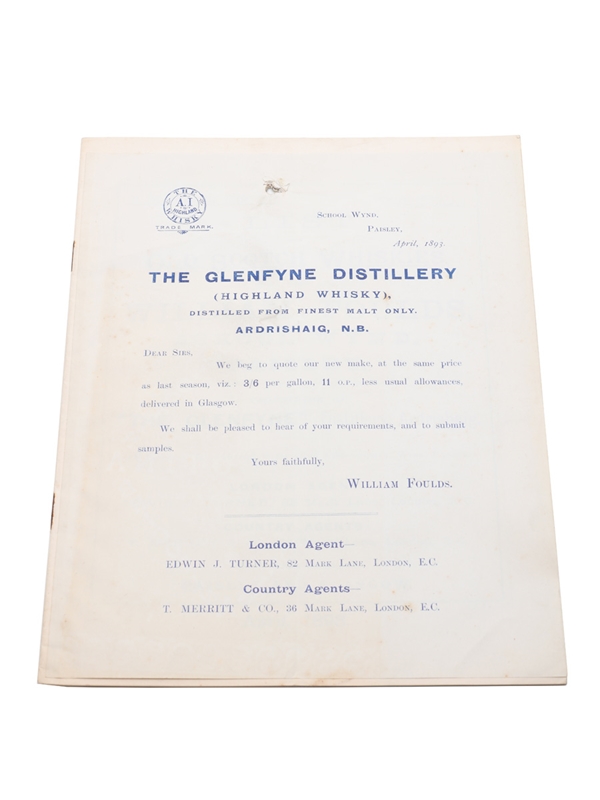 THE
A.I
HIGHLAND
WHISKY
TRADE MARK.
SCHOOL WYND,
PAISLEY,
April, 1893.
THE GLENFYNE DISTILLERY
(HIGHLAND WHISKY),
DISTILLED FROM FINEST MALT ONLY.
ARDRISHAIG, N.B.
DEAR SIRS,
We beg to quote our new make, at the same price
as last season, viz.: 3/6 per gallon, 11 o.p., less usual allowances,
delivered in Glasgow.
We shall be pleased to hear of your requirements, and to submit
samples.
Yours faithfully,
WILLIAM FOULDS.
London Agent—
EDWIN J. TURNER, 82 MARK LANE, LONDON, E.C.
Country Agents—
T. MERRITT & CO., 36 MARK LANE, LONDON, E.C.